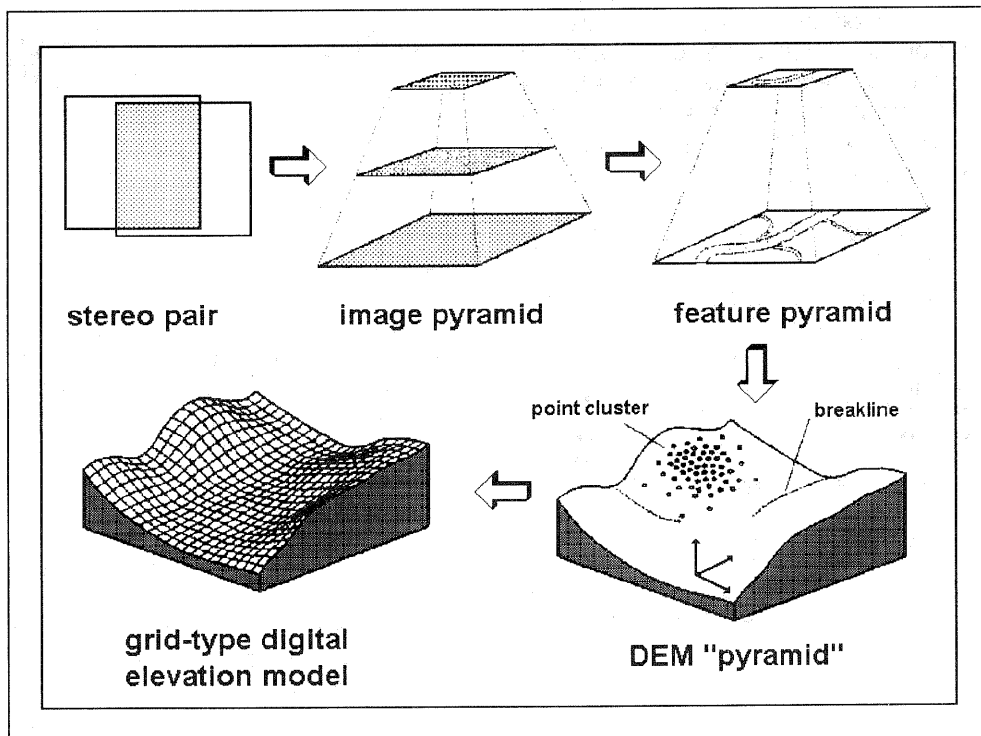 stereo pair
image pyramid
feature pyramid
point cluster
breakline
DEM "pyramid"
grid-type digital
elevation model